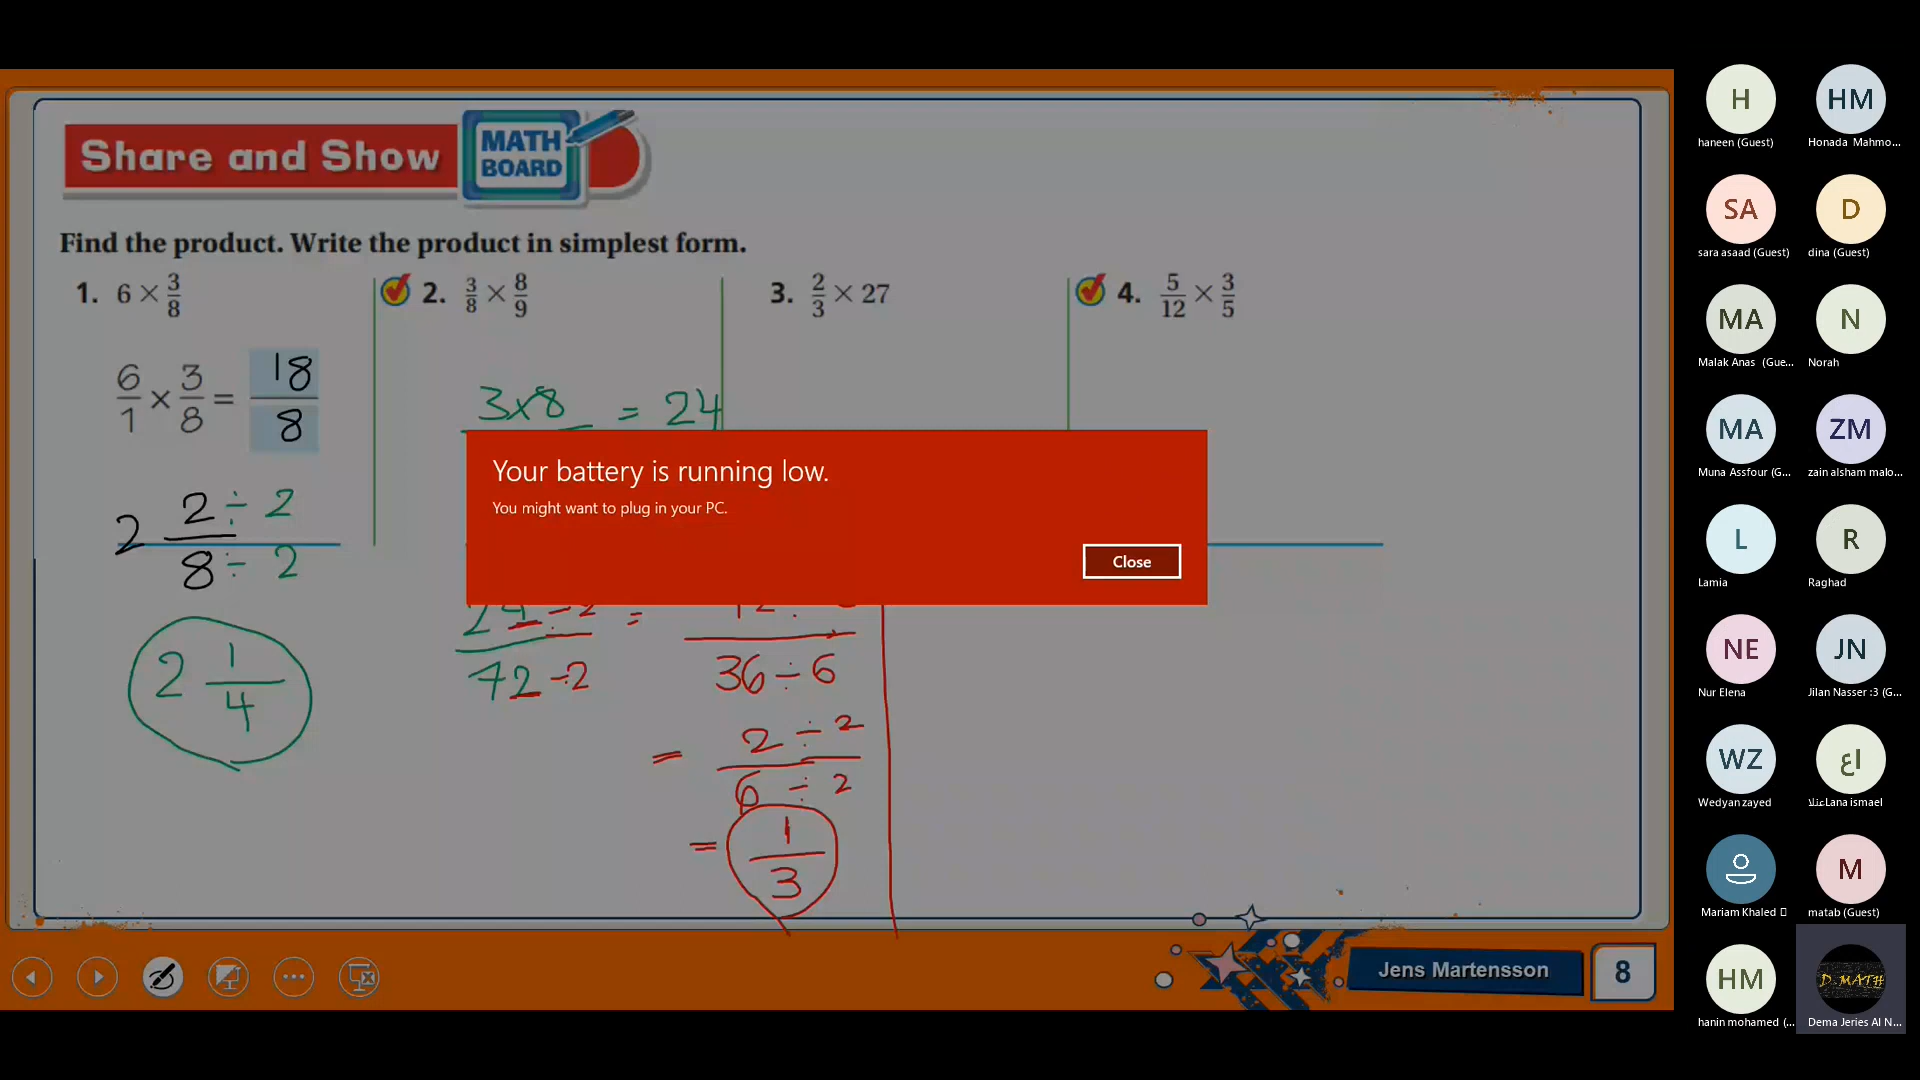 Share and Show
MATH
BOARD
Find the product. Write the product in simplest form.
1. 6 × 3/8
2. 3/8 × 8/9
3. 2/3 × 27
4. 5/12 × 3/5
6/1 × 3/8 = 18/8
3×8 = 24
Your battery is running low.
You might want to plug in your PC.
Close
2 2÷2
8÷2
2 1/4
72 ÷2
36 ÷ 6
= 2÷2
6÷2
= 1/3
Jens Martensson
8
H
haneen (Guest)
HM
Honada Mahmo...
SA
sara asaad (Guest)
D
dina (Guest)
MA
Malak Anas (Gue...
N
Norah
MA
Muna Assfour (G...
ZM
zain alsham malo...
L
Lamia
R
Raghad
NE
Nur Elena
JN
Jilan Nasser :3 (G...
WZ
Wedyan zayed
اع
Lana ismael
Mariam Khaled
M
matab (Guest)
HM
hanin mohamed (...
D. MATH
Dema Jeries Al N...